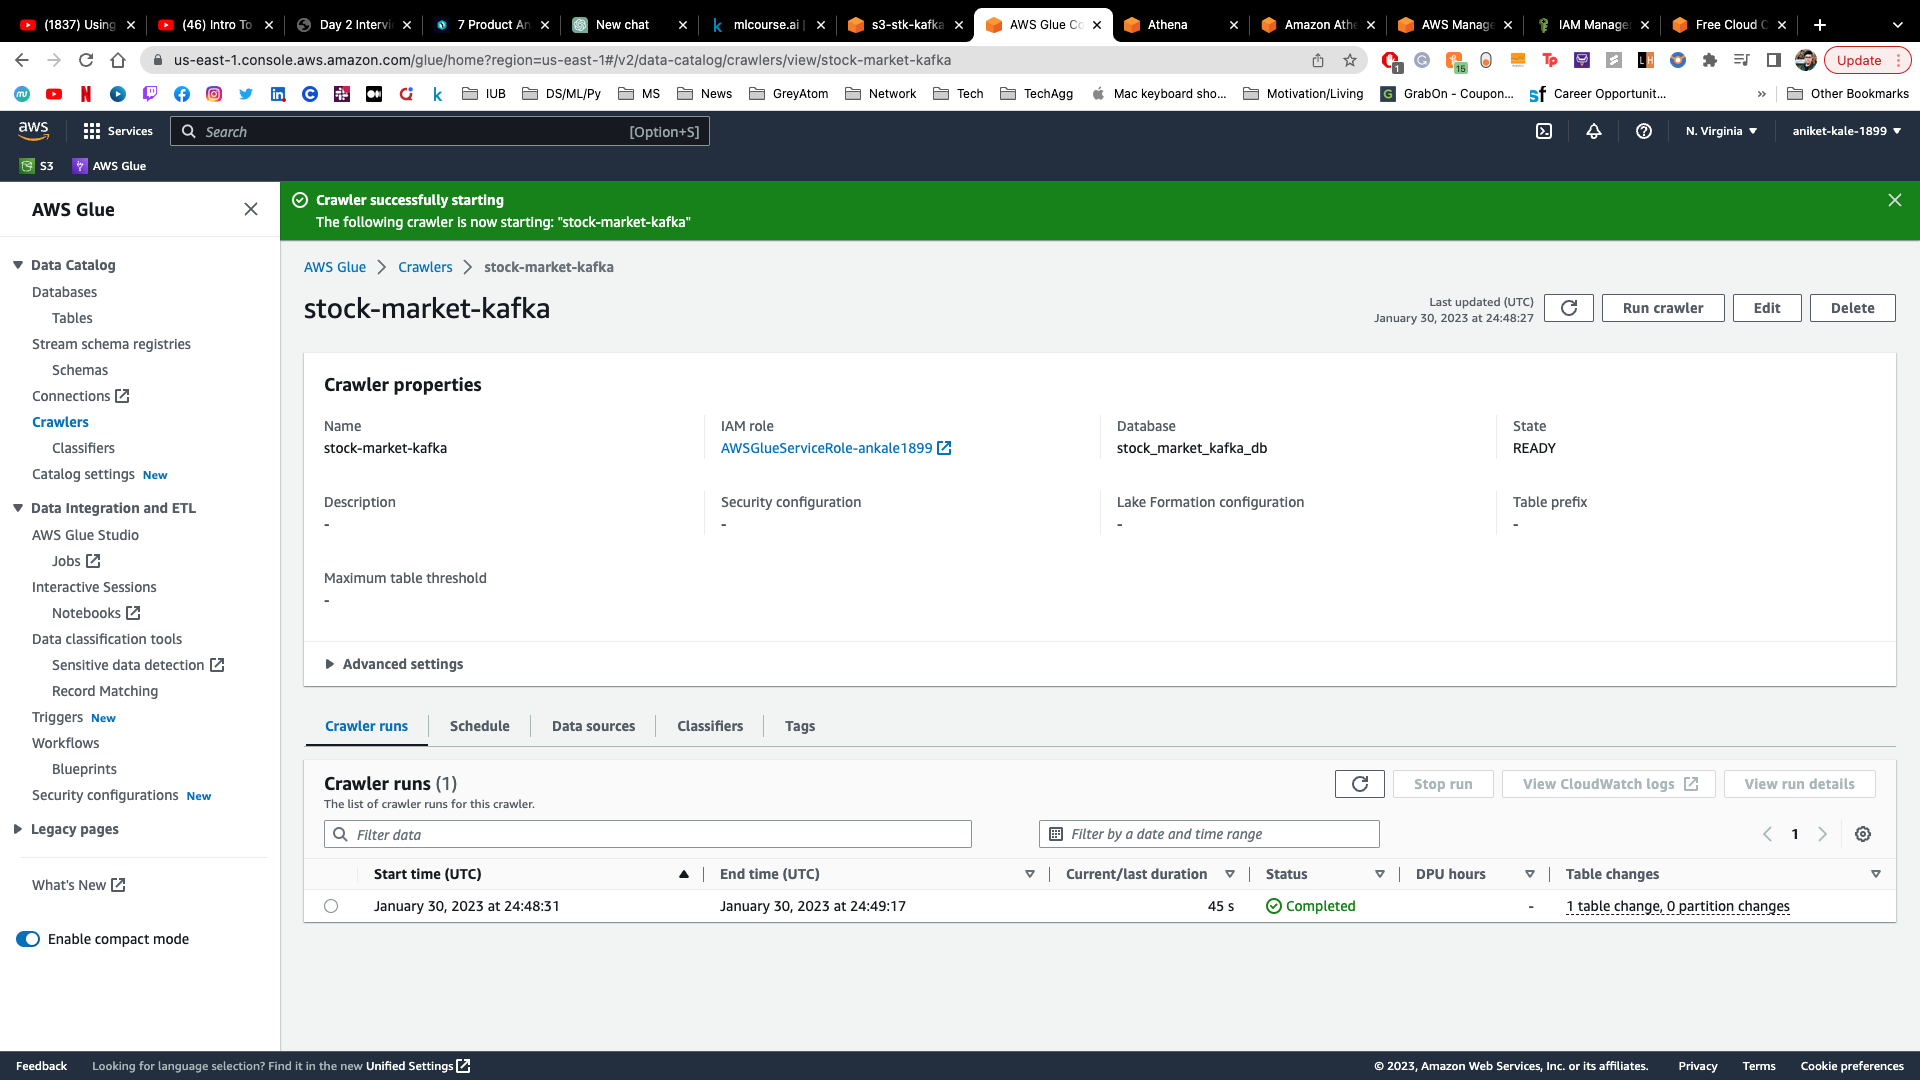 (1837) Using
(46) Intro To
Day 2 Intervi
7 Product An
New chat
mlcourse.ai |
s3-stk-kafka
AWS Glue Co
Athena
Amazon Athe
AWS Manage
IAM Manage
Free Cloud C
us-east-1.console.aws.amazon.com/glue/home?region=us-east-1#/v2/data-catalog/crawlers/view/stock-market-kafka
1
15
Tp
LH
Update
IUB
DS/ML/Py
MS
News
GreyAtom
Network
Tech
TechAgg
Mac keyboard sho...
Motivation/Living
GrabOn - Coupon...
Career Opportunit...
»
Other Bookmarks
aws
Services
Search
[Option+S]
N. Virginia
aniket-kale-1899
S3
AWS Glue
AWS Glue
Data Catalog
Databases
Tables
Stream schema registries
Schemas
Connections
Crawlers
Classifiers
Catalog settings New
Data Integration and ETL
AWS Glue Studio
Jobs
Interactive Sessions
Notebooks
Data classification tools
Sensitive data detection
Record Matching
Triggers New
Workflows
Blueprints
Security configurations New
Legacy pages
What's New
Enable compact mode
Crawler successfully starting
The following crawler is now starting: "stock-market-kafka"
AWS Glue
Crawlers
stock-market-kafka
stock-market-kafka
Last updated (UTC)
January 30, 2023 at 24:48:27
Run crawler
Edit
Delete
Crawler properties
Name
stock-market-kafka
IAM role
AWSGlueServiceRole-ankale1899
Database
stock_market_kafka_db
State
READY
Description
-
Security configuration
-
Lake Formation configuration
-
Table prefix
-
Maximum table threshold
-
Advanced settings
Crawler runs
Schedule
Data sources
Classifiers
Tags
Crawler runs (1)
The list of crawler runs for this crawler.
Stop run
View CloudWatch logs
View run details
Filter data
Filter by a date and time range
1
Start time (UTC)
End time (UTC)
Current/last duration
Status
DPU hours
Table changes
January 30, 2023 at 24:48:31
January 30, 2023 at 24:49:17
45 s
Completed
-
1 table change, 0 partition changes
Feedback
Looking for language selection? Find it in the new Unified Settings
© 2023, Amazon Web Services, Inc. or its affiliates.
Privacy
Terms
Cookie preferences